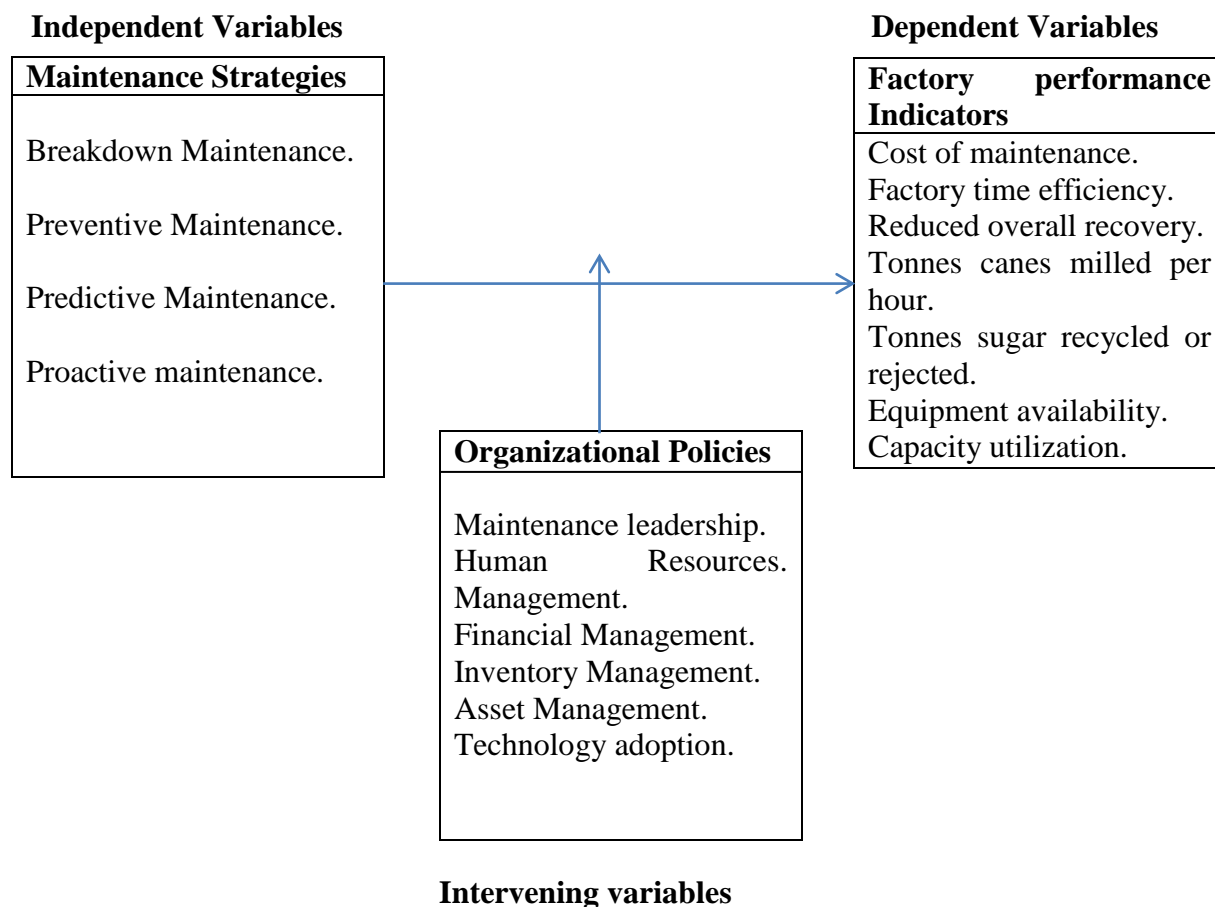 Independent Variables
Maintenance Strategies
Breakdown Maintenance.
Preventive Maintenance.
Predictive Maintenance.
Proactive maintenance.
Dependent Variables
Factory performance
Indicators
Cost of maintenance.
Factory time efficiency.
Reduced overall recovery.
Tonnes canes milled per
hour.
Tonnes sugar recycled or
rejected.
Equipment availability.
Capacity utilization.
Organizational Policies
Maintenance leadership.
Human Resources.
Management.
Financial Management.
Inventory Management.
Asset Management.
Technology adoption.
Intervening variables